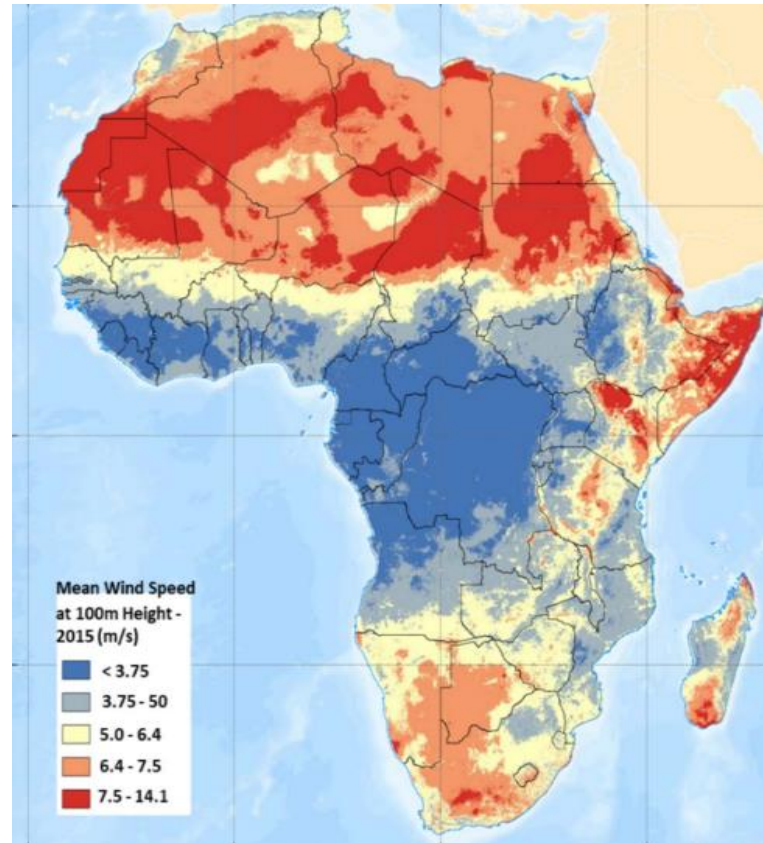 Mean Wind Speed
at 100m Height -
2015 (m/s)
< 3.75
3.75 - 50
5.0 - 6.4
6.4 - 7.5
7.5 - 14.1